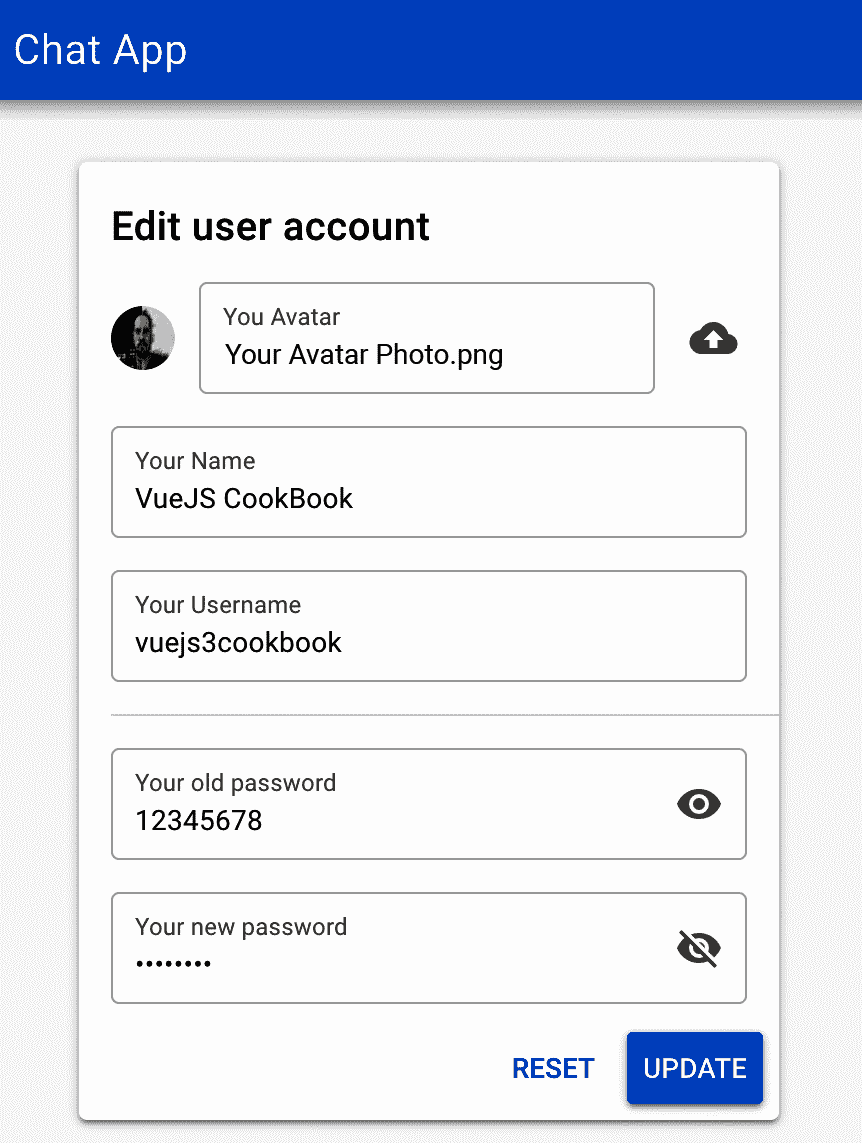 Chat App
Edit user account
You Avatar
Your Avatar Photo.png
Your Name
VueJS CookBook
Your Username
vuejs3cookbook
Your old password
12345678
Your new password
••••••••
RESET UPDATE